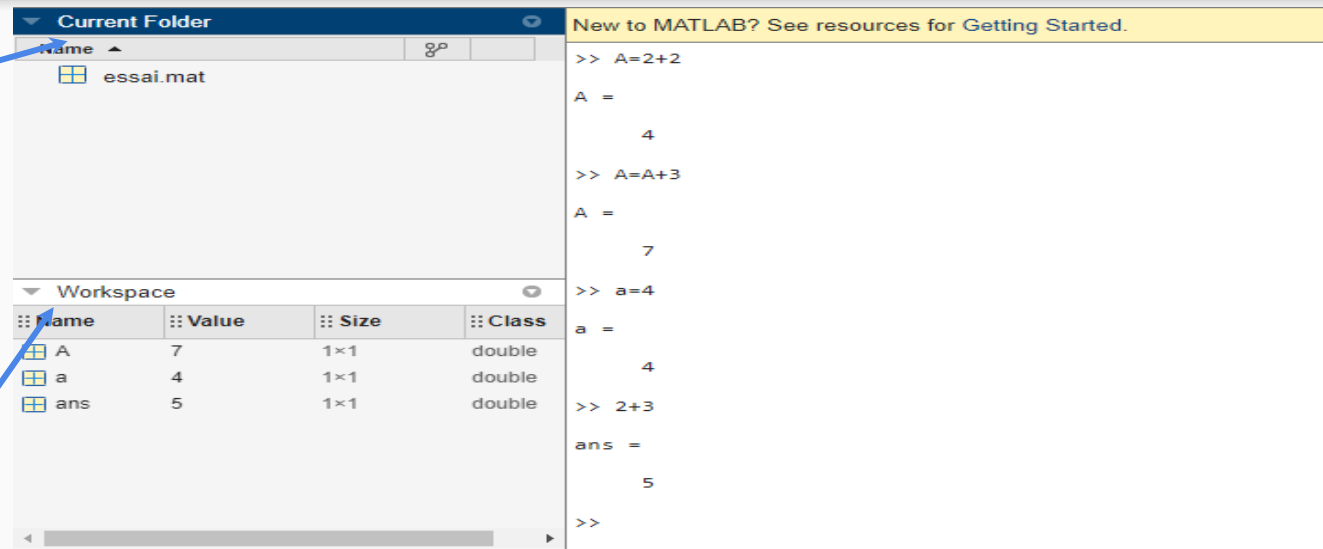 Current Folder
Name
essai.mat
Workspace
Name Value Size Class
A 7 1×1 double
a 4 1×1 double
ans 5 1×1 double
New to MATLAB? See resources for Getting Started.
>> A=2+2
A =
4
>> A=A+3
A =
7
>> a=4
a =
4
>> 2+3
ans =
5
>>